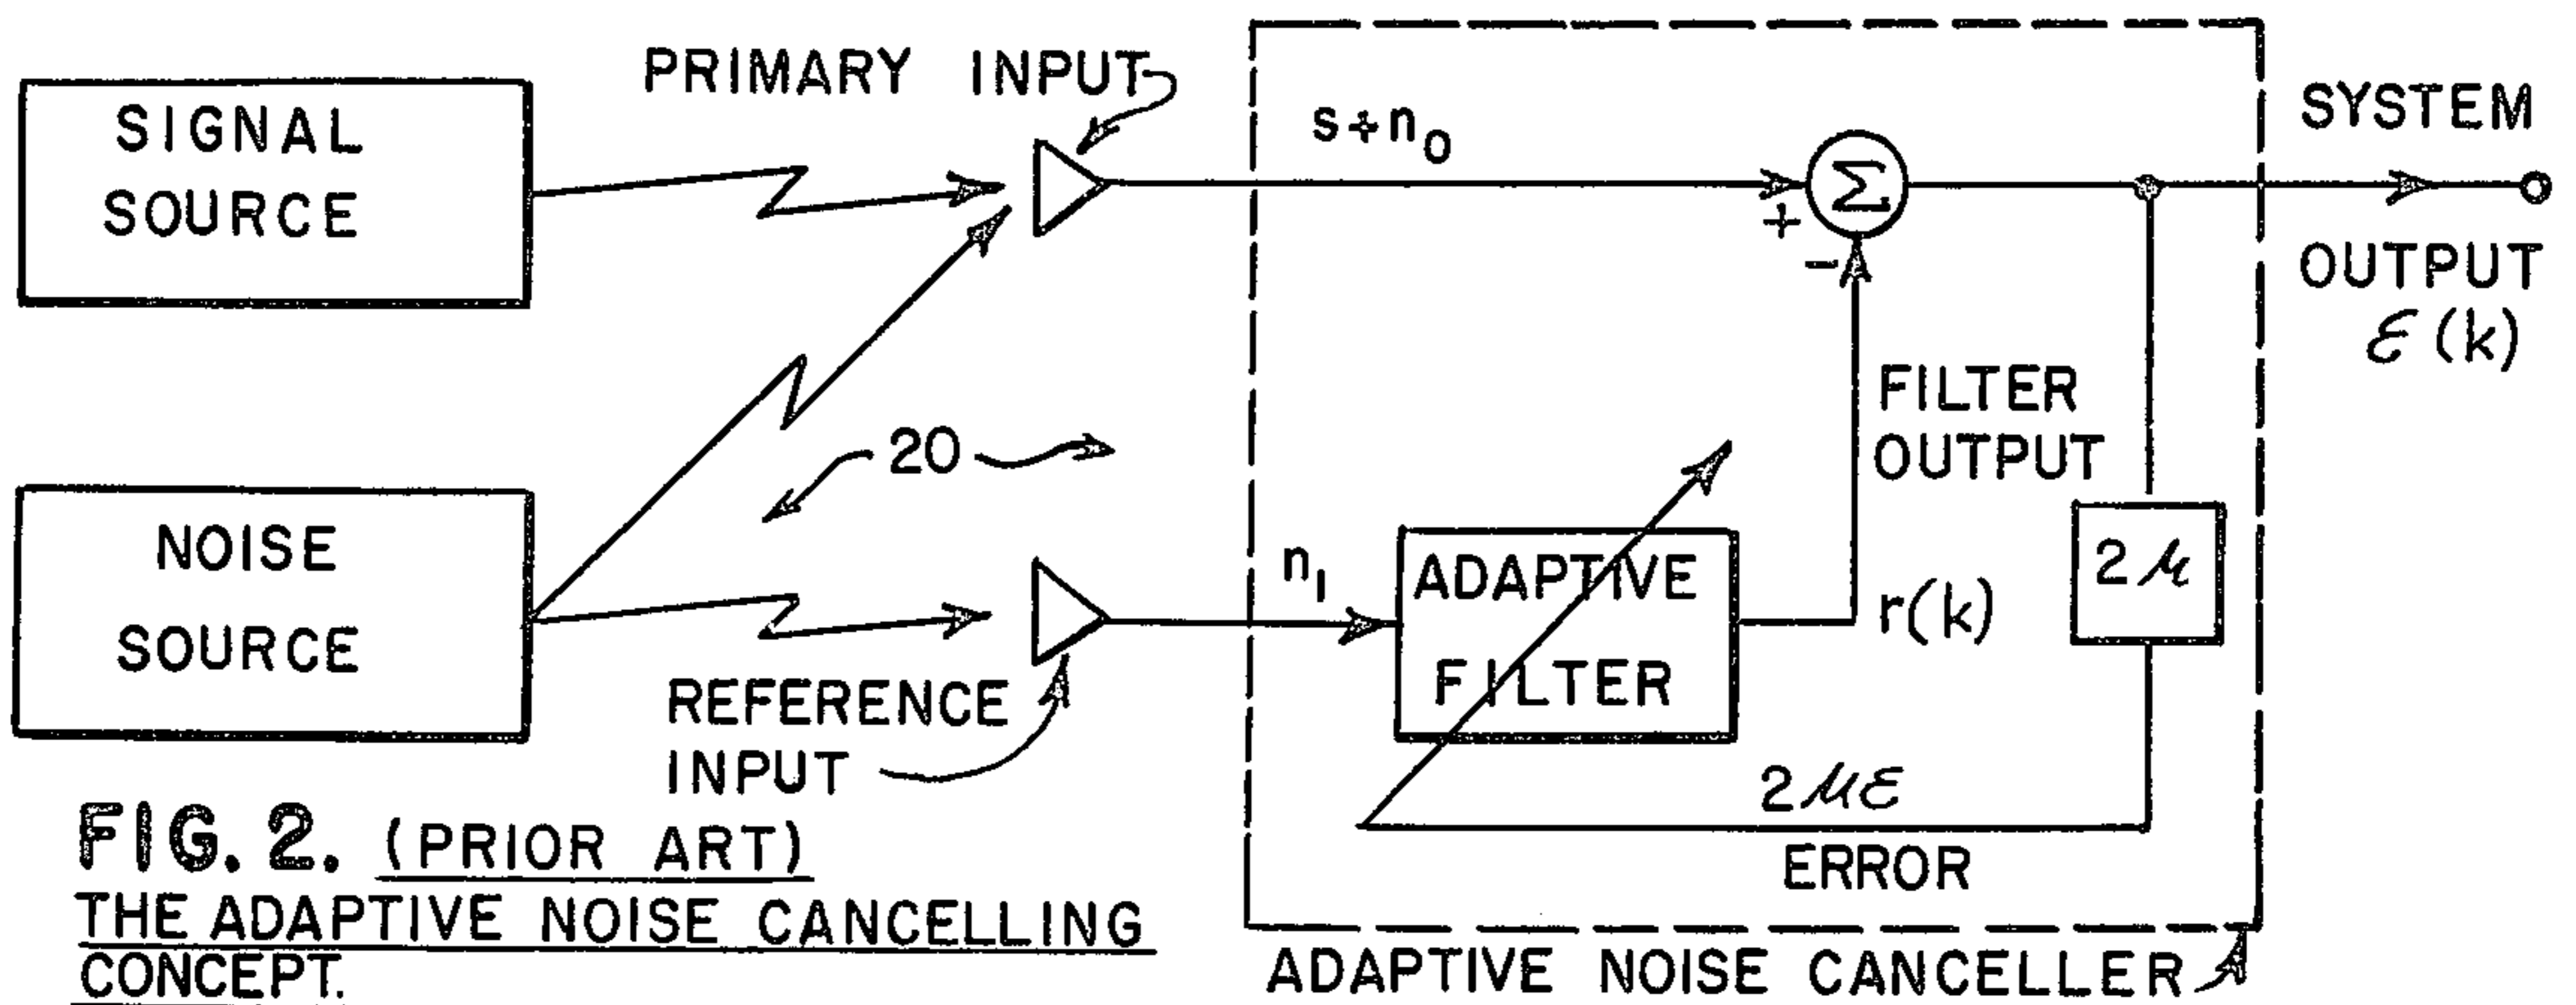 SIGNAL
SOURCE
PRIMARY INPUT
s+n₀
+
Σ
-
SYSTEM
OUTPUT
ℰ(k)
NOISE
SOURCE
20
REFERENCE
INPUT
n₁
ADAPTIVE
FILTER
FILTER
OUTPUT
r(k)
2μ
2με
ERROR
ADAPTIVE NOISE CANCELLER
FIG. 2. (PRIOR ART)
THE ADAPTIVE NOISE CANCELLING
CONCEPT.